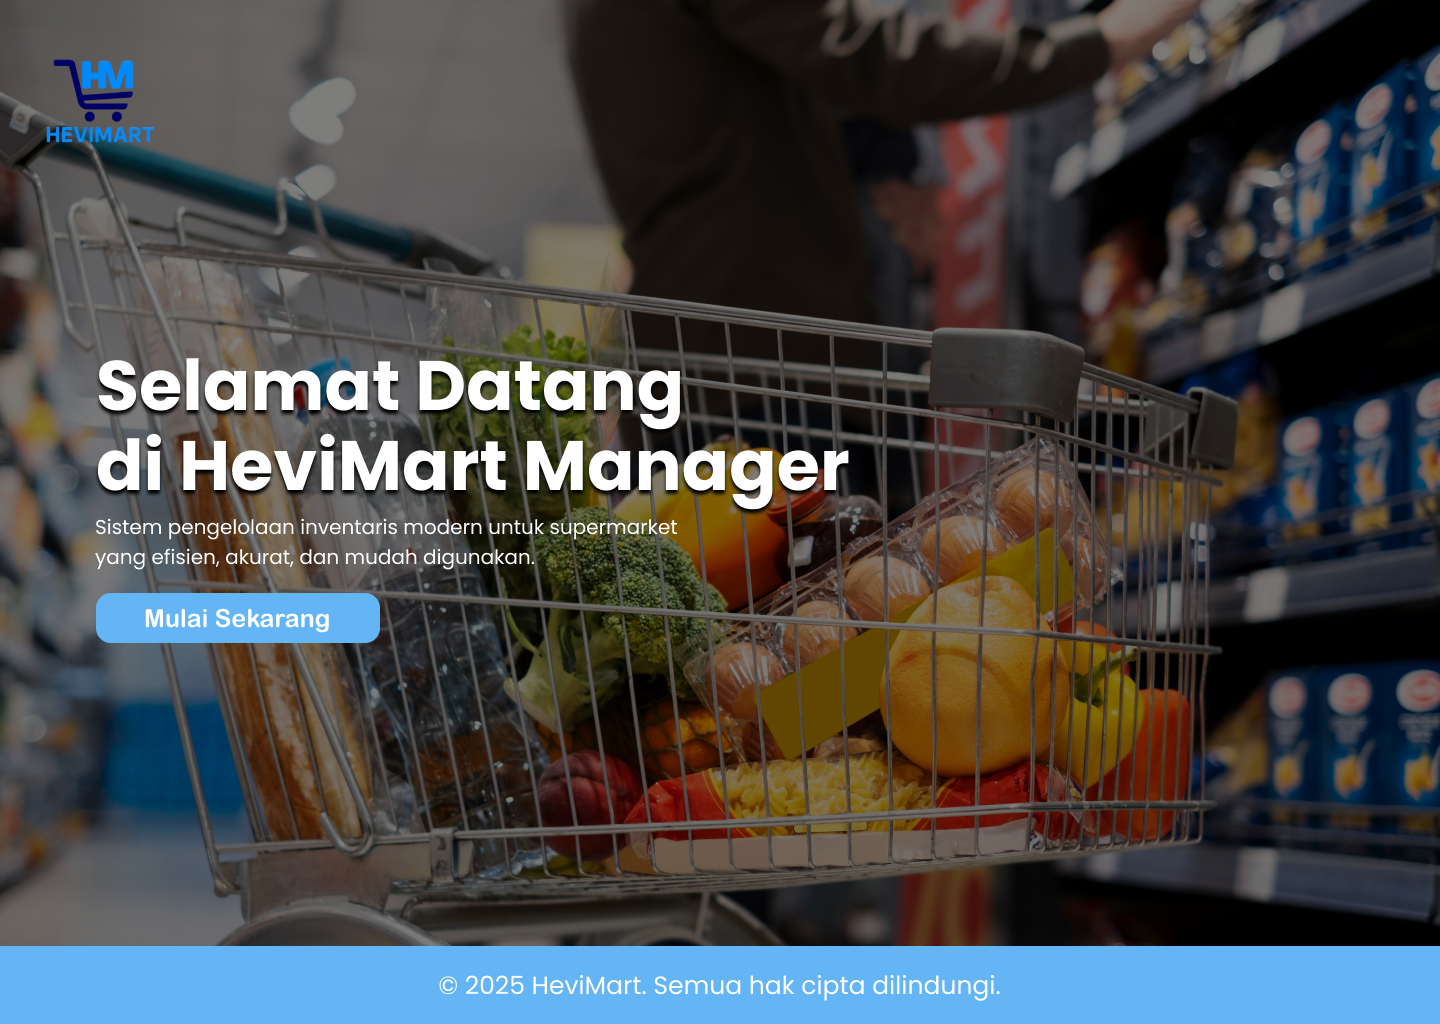 HM
HEVIMART
Selamat Datang
di HeviMart Manager
Sistem pengelolaan inventaris modern untuk supermarket
yang efisien, akurat, dan mudah digunakan.
Mulai Sekarang
© 2025 HeviMart. Semua hak cipta dilindungi.